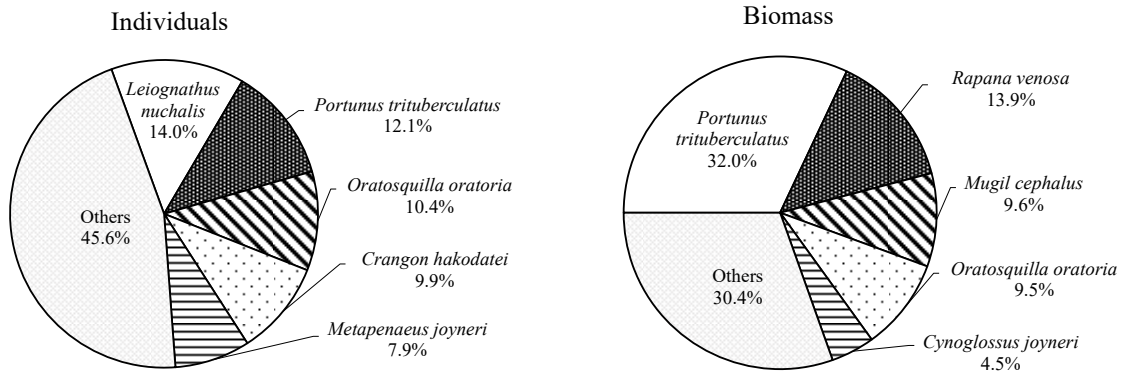 Individuals
Leiognathus
nuchalis
14.0%
Portunus trituberculatus
12.1%
Oratosquilla oratoria
10.4%
Crangon hakodatei
9.9%
Metapenaeus joyneri
7.9%
Others
45.6%
Biomass
Portunus
trituberculatus
32.0%
Rapana venosa
13.9%
Mugil cephalus
9.6%
Oratosquilla oratoria
9.5%
Cynoglossus joyneri
4.5%
Others
30.4%